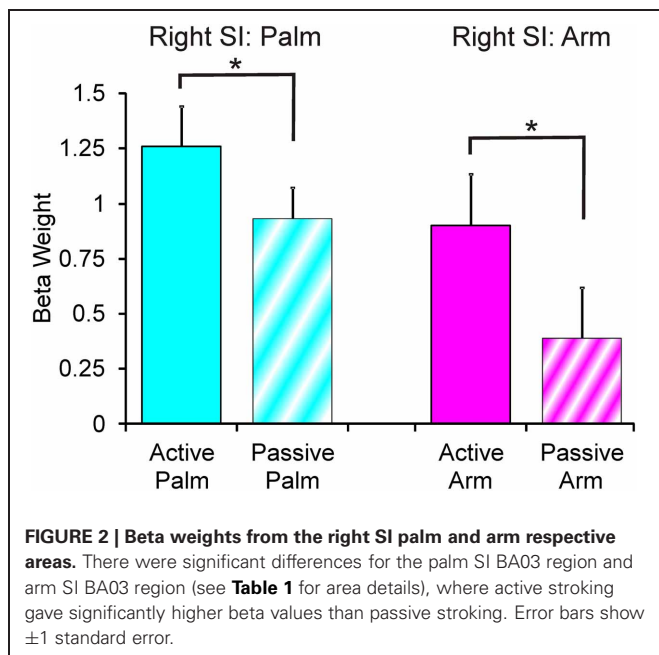 Right SI: Palm
Right SI: Arm
*
*
1.5
1.25
1
0.75
0.5
0.25
0
Beta Weight
Active Palm
Passive Palm
Active Arm
Passive Arm
FIGURE 2 | Beta weights from the right SI palm and arm respective
areas. There were significant differences for the palm SI BA03 region and
arm SI BA03 region (see Table 1 for area details), where active stroking
gave significantly higher beta values than passive stroking. Error bars show
±1 standard error.